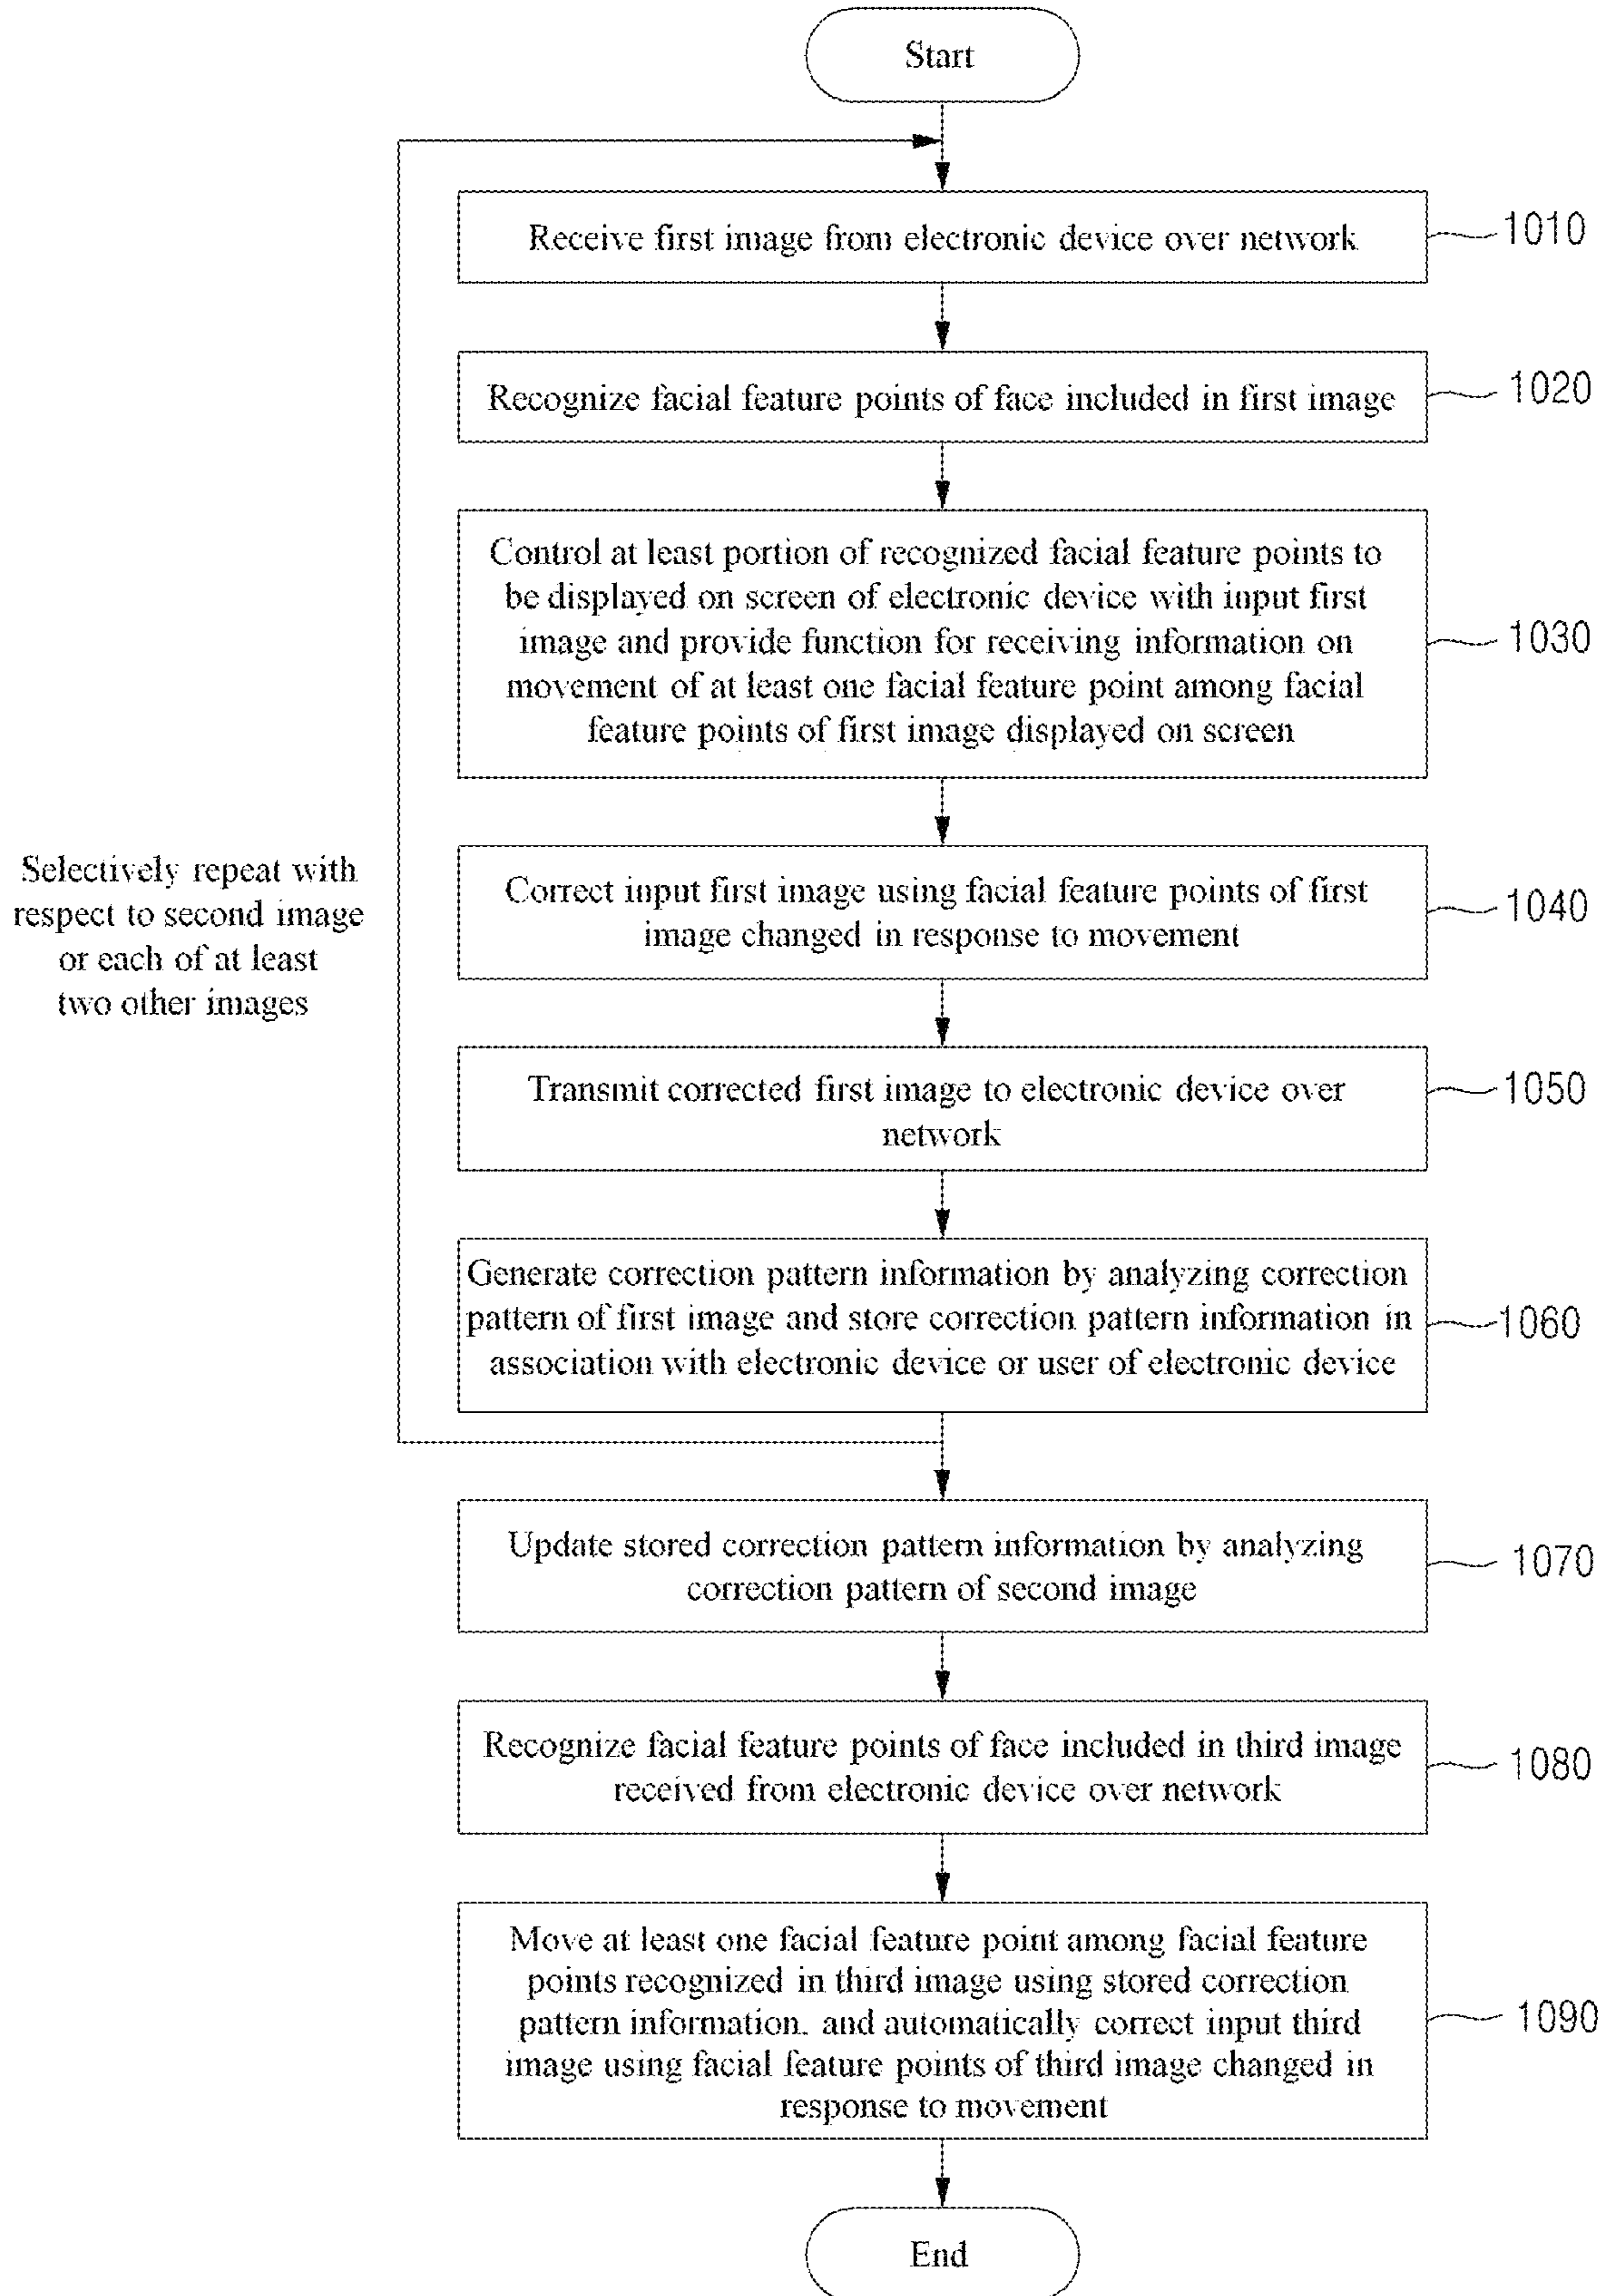 Start
Receive first image from electronic device over network
1010
Recognize facial feature points of face included in first image
1020
Control at least portion of recognized facial feature points to
be displayed on screen of electronic device with input first
image and provide function for receiving information on
movement of at least one facial feature point among facial
feature points of first image displayed on screen
1030
Selectively repeat with
respect to second image
or each of at least
two other images
Correct input first image using facial feature points of first
image changed in response to movement
1040
Transmit corrected first image to electronic device over
network
1050
Generate correction pattern information by analyzing correction
pattern of first image and store correction pattern information in
association with electronic device or user of electronic device
1060
Update stored correction pattern information by analyzing
correction pattern of second image
1070
Recognize facial feature points of face included in third image
received from electronic device over network
1080
Move at least one facial feature point among facial feature
points recognized in third image using stored correction
pattern information. and automatically correct input third
image using facial feature points of third image changed in
response to movement
1090
End